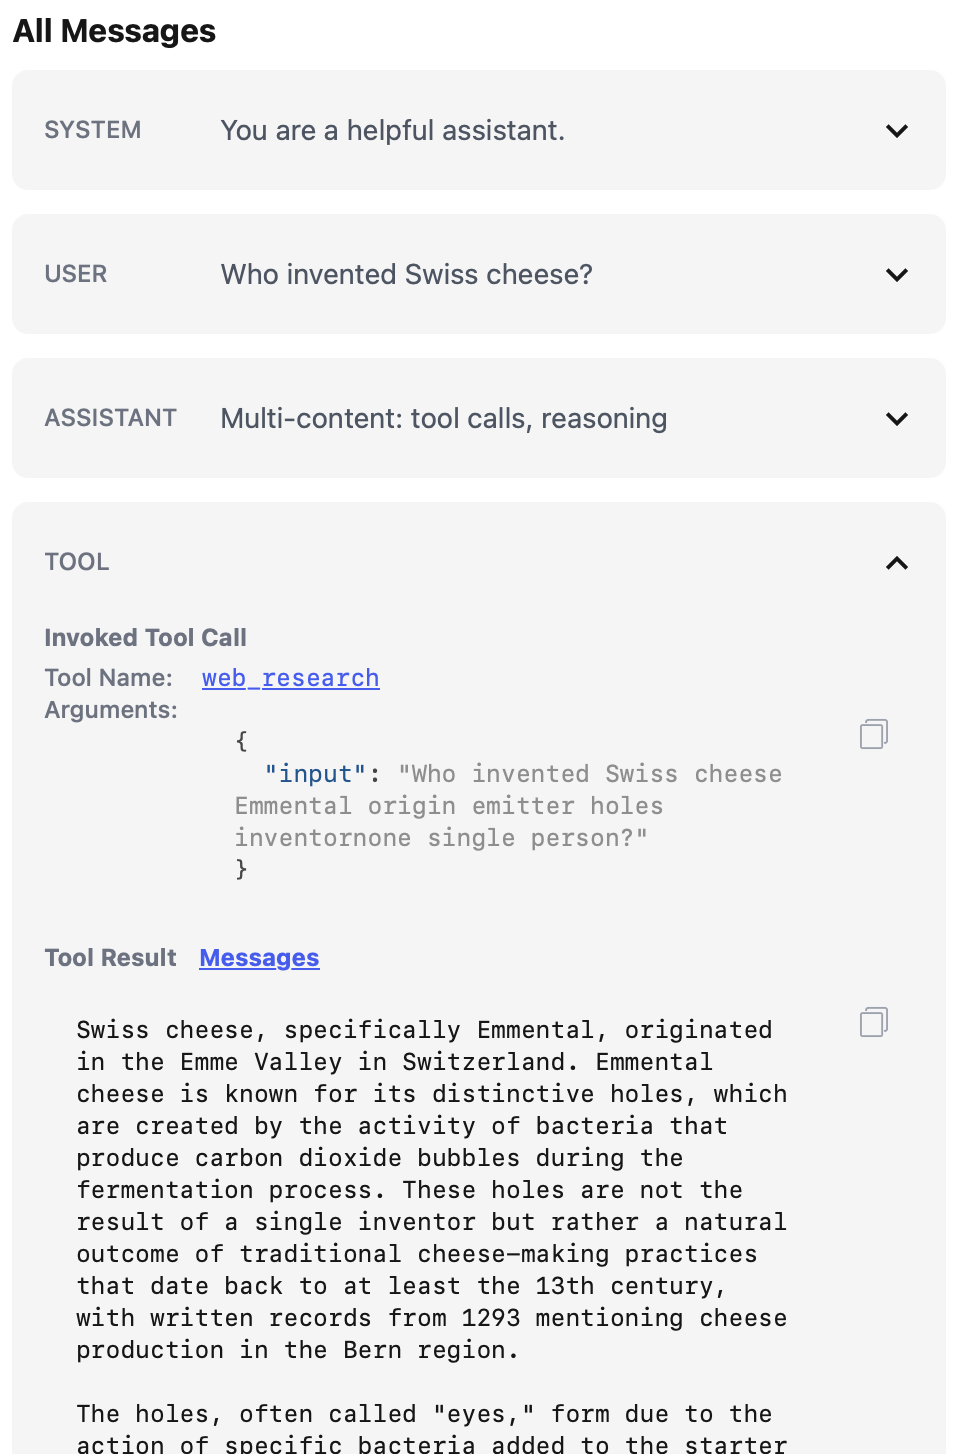 All Messages
SYSTEM You are a helpful assistant.
USER Who invented Swiss cheese?
ASSISTANT Multi-content: tool calls, reasoning
TOOL
Invoked Tool Call
Tool Name: web_research
Arguments:
{
"input": "Who invented Swiss cheese
Emmental origin emitter holes
inventornone single person?"
}
Tool Result Messages
Swiss cheese, specifically Emmental, originated
in the Emme Valley in Switzerland. Emmental
cheese is known for its distinctive holes, which
are created by the activity of bacteria that
produce carbon dioxide bubbles during the
fermentation process. These holes are not the
result of a single inventor but rather a natural
outcome of traditional cheese-making practices
that date back to at least the 13th century,
with written records from 1293 mentioning cheese
production in the Bern region.
The holes, often called "eyes," form due to the
action of specific bacteria added to the starter